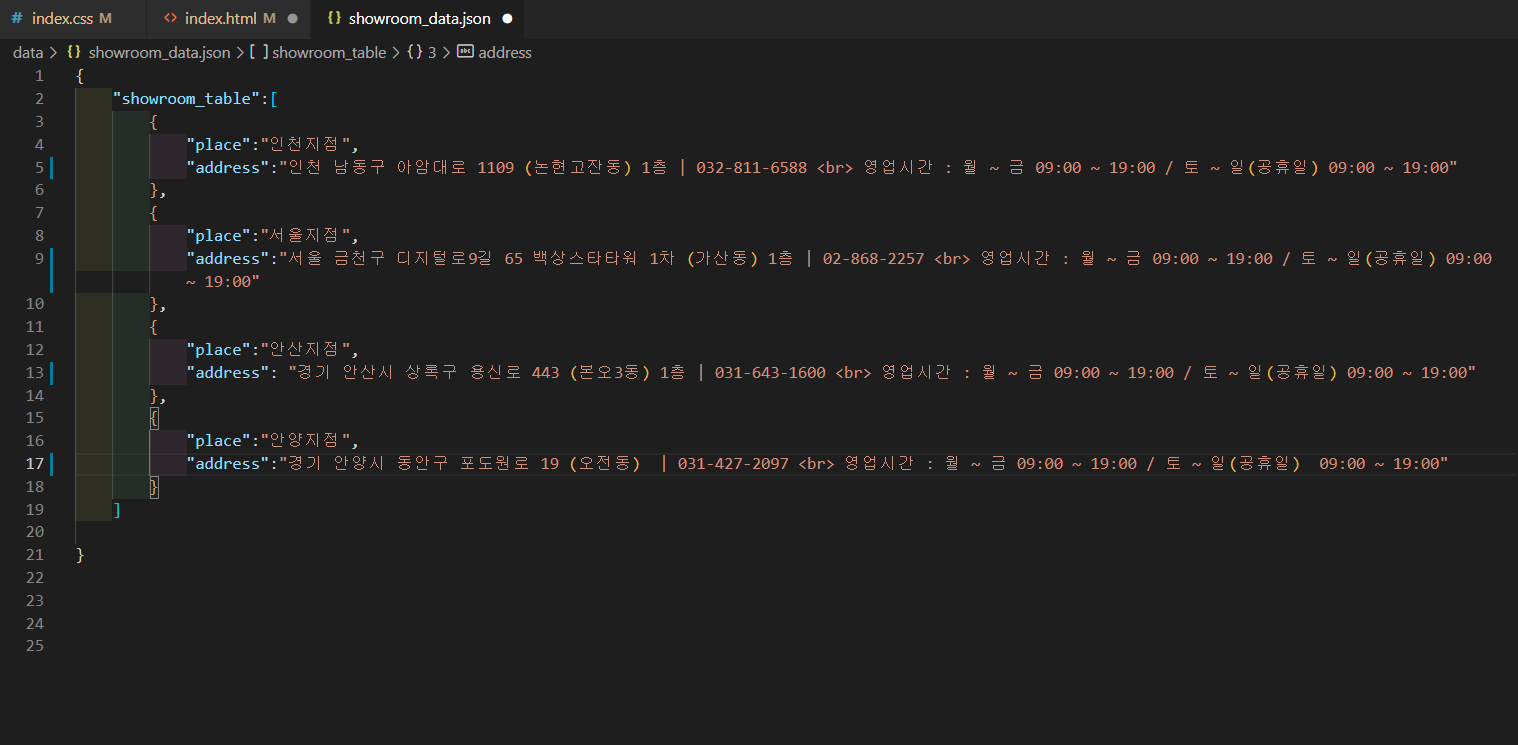 # index.css M <> index.html M {} showroom_data.json
data > {} showroom_data.json > [ ] showroom_table > {} 3 > abc address
1 {
2 "showroom_table":[
3 {
4 "place":"인천지점",
5 "address":"인천 남동구 아암대로 1109 (논현고잔동) 1층 | 032-811-6588 <br> 영업시간 : 월 ~ 금 09:00 ~ 19:00 / 토 ~ 일(공휴일) 09:00 ~ 19:00"
6 },
7 {
8 "place":"서울지점",
9 "address":"서울 금천구 디지털로9길 65 백상스타타워 1차 (가산동) 1층 | 02-868-2257 <br> 영업시간 : 월 ~ 금 09:00 ~ 19:00 / 토 ~ 일(공휴일) 09:00
~ 19:00"
10 },
11 {
12 "place":"안산지점",
13 "address": "경기 안산시 상록구 용신로 443 (본오3동) 1층 | 031-643-1600 <br> 영업시간 : 월 ~ 금 09:00 ~ 19:00 / 토 ~ 일(공휴일) 09:00 ~ 19:00"
14 },
15 {
16 "place":"안양지점",
17 "address":"경기 안양시 동안구 포도원로 19 (오전동)  | 031-427-2097 <br> 영업시간 : 월 ~ 금 09:00 ~ 19:00 / 토 ~ 일(공휴일)  09:00 ~ 19:00"
18 }
19 ]
20
21 }
22
23
24
25